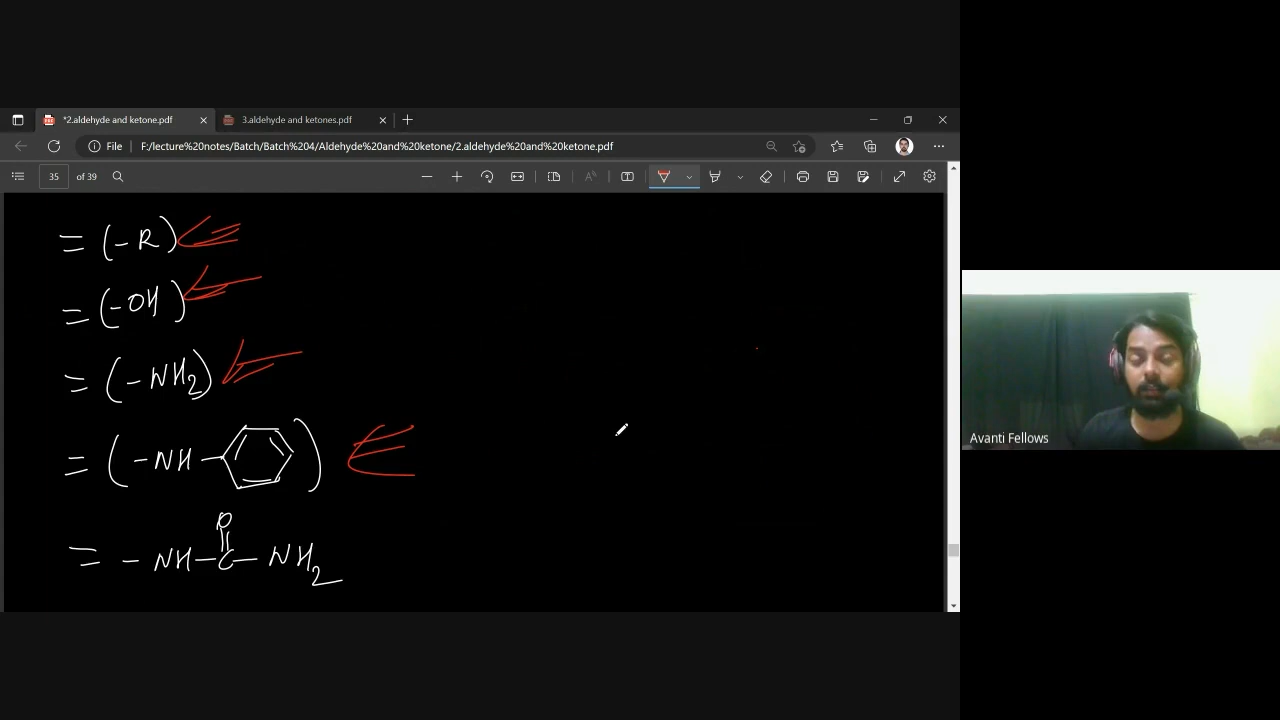 *2.aldehyde and ketone.pdf
3.aldehyde and ketones.pdf
File
F:/lecture%20notes/Batch/Batch%204/Aldehyde%20and%20ketone/2.aldehyde%20and%20ketone.pdf
35 of 39
= (-R)
= (-OH)
= (-NH2)
= (-NH-)
O
= -NH-C-NH2
Avanti Fellows